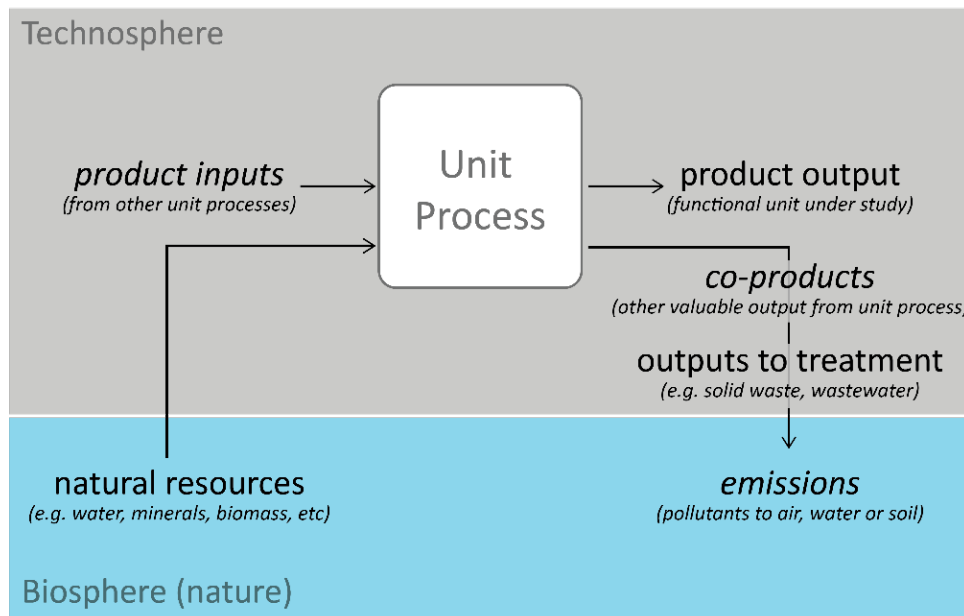 Technosphere
Unit
Process
product inputs
(from other unit processes)
product output
(functional unit under study)
co-products
(other valuable output from unit process)
outputs to treatment
(e.g. solid waste, wastewater)
natural resources
(e.g. water, minerals, biomass, etc)
emissions
(pollutants to air, water or soil)
Biosphere (nature)